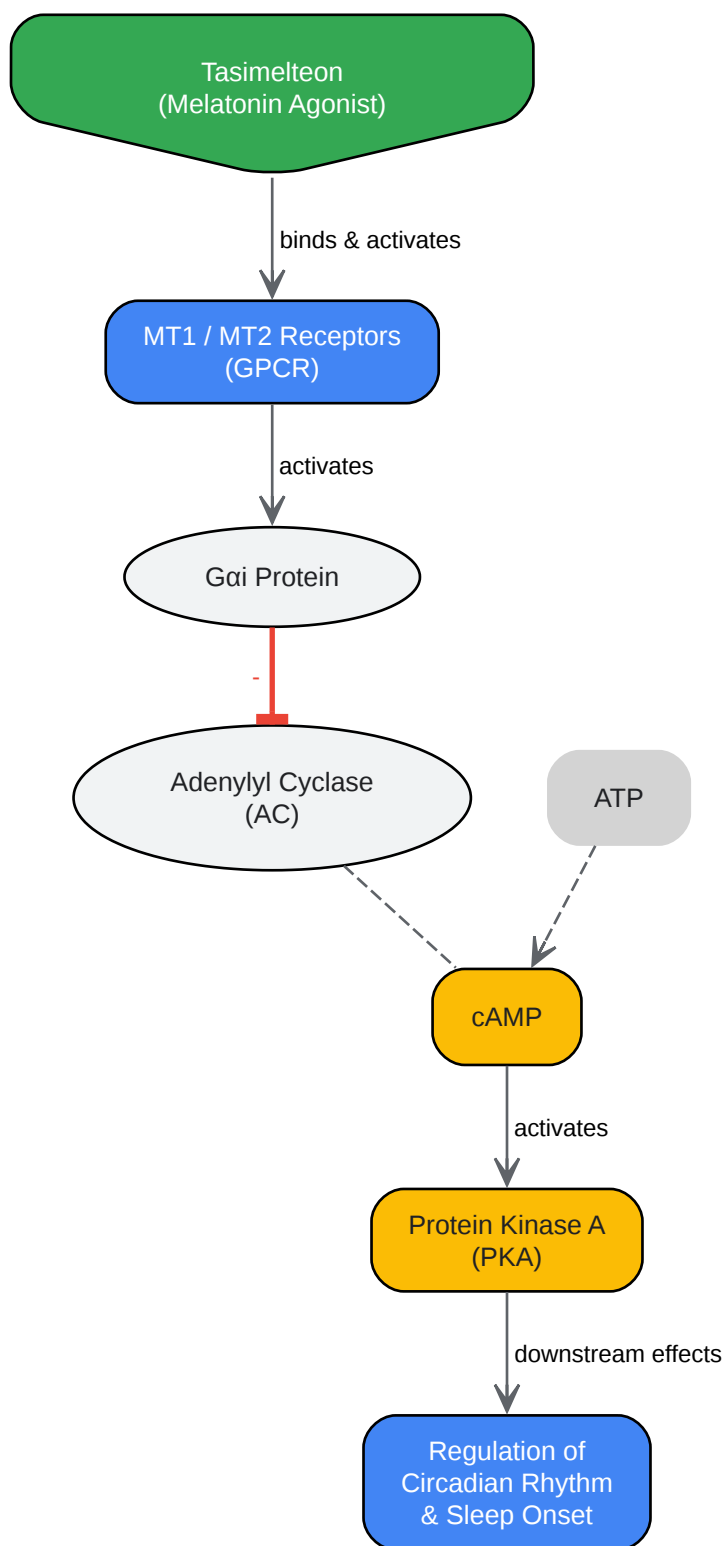 Tasimelteon
(Melatonin Agonist)
binds & activates
MT1 / MT2 Receptors
(GPCR)
activates
Gαi Protein
-
Adenylyl Cyclase
(AC)
ATP
cAMP
activates
Protein Kinase A
(PKA)
downstream effects
Regulation of
Circadian Rhythm
& Sleep Onset